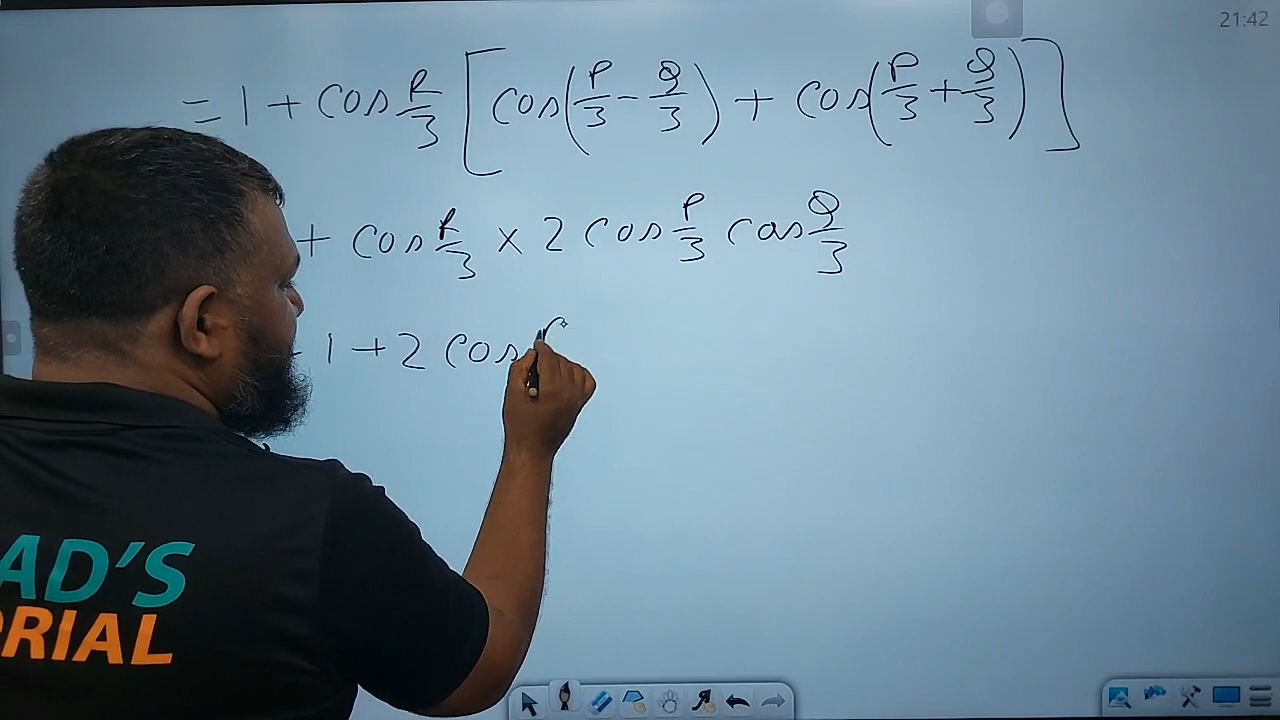 21:42
= 1 + cos R/3 [cos(P/3 - Q/3) + cos(P/3 + Q/3)]
+ cos R/3 × 2 cos P/3 cos Q/3
1 + 2 cos
AD'S
RIAL